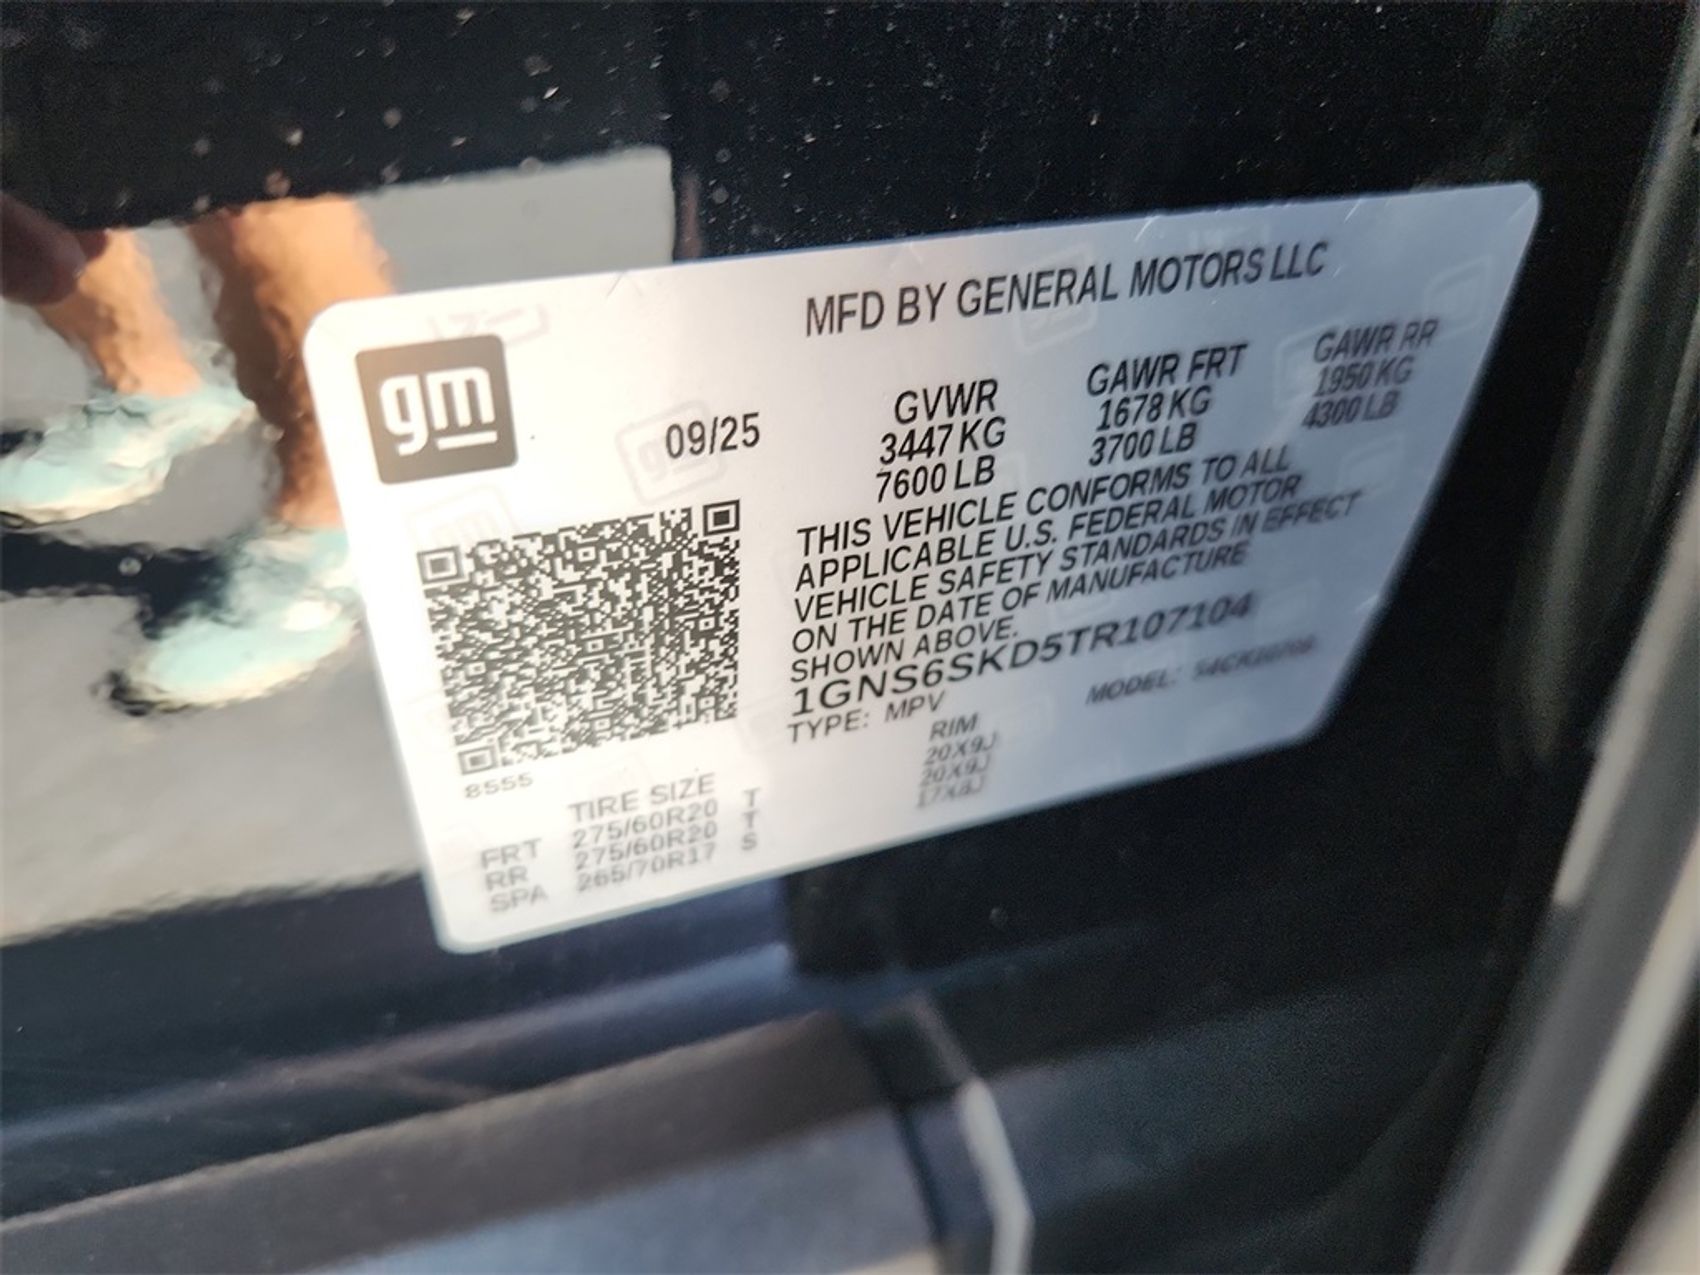 MFD BY GENERAL MOTORS LLC
gm
09/25
GVWR
3447 KG
7600 LB
GAWR FRT
1678 KG
3700 LB
GAWR RR
1950 KG
4300 LB
THIS VEHICLE CONFORMS TO ALL
APPLICABLE U.S. FEDERAL MOTOR
VEHICLE SAFETY STANDARDS IN EFFECT
ON THE DATE OF MANUFACTURE
SHOWN ABOVE.
1GNS6SKD5TR107104
TYPE: MPV
MODEL:
8555
TIRE SIZE
RIM
FRT 275/60R20 T 20X9J
RR 275/60R20 T 20X9J
SPA 265/70R17 S 17X8J